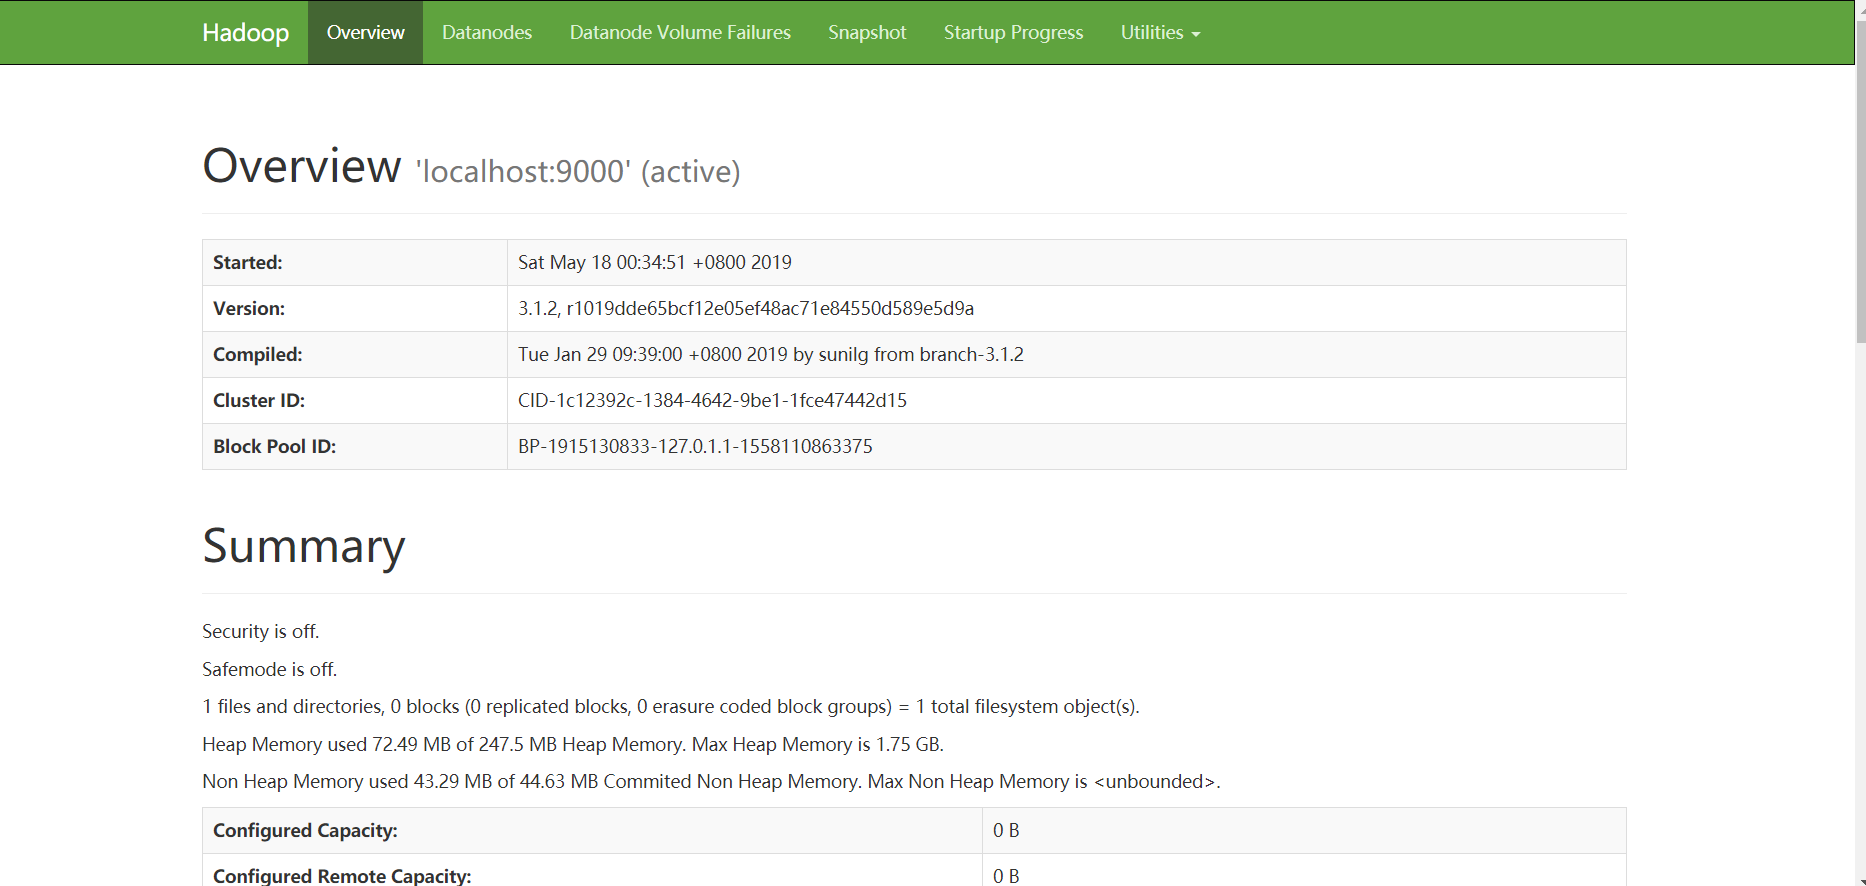 Hadoop Overview Datanodes Datanode Volume Failures Snapshot Startup Progress Utilities
Overview 'localhost:9000' (active)
Started: Sat May 18 00:34:51 +0800 2019
Version: 3.1.2, r1019dde65bcf12e05ef48ac71e84550d589e5d9a
Compiled: Tue Jan 29 09:39:00 +0800 2019 by sunilg from branch-3.1.2
Cluster ID: CID-1c12392c-1384-4642-9be1-1fce47442d15
Block Pool ID: BP-1915130833-127.0.1.1-1558110863375
Summary
Security is off.
Safemode is off.
1 files and directories, 0 blocks (0 replicated blocks, 0 erasure coded block groups) = 1 total filesystem object(s).
Heap Memory used 72.49 MB of 247.5 MB Heap Memory. Max Heap Memory is 1.75 GB.
Non Heap Memory used 43.29 MB of 44.63 MB Commited Non Heap Memory. Max Non Heap Memory is <unbounded>.
Configured Capacity: 0 B
Configured Remote Capacity: 0 B